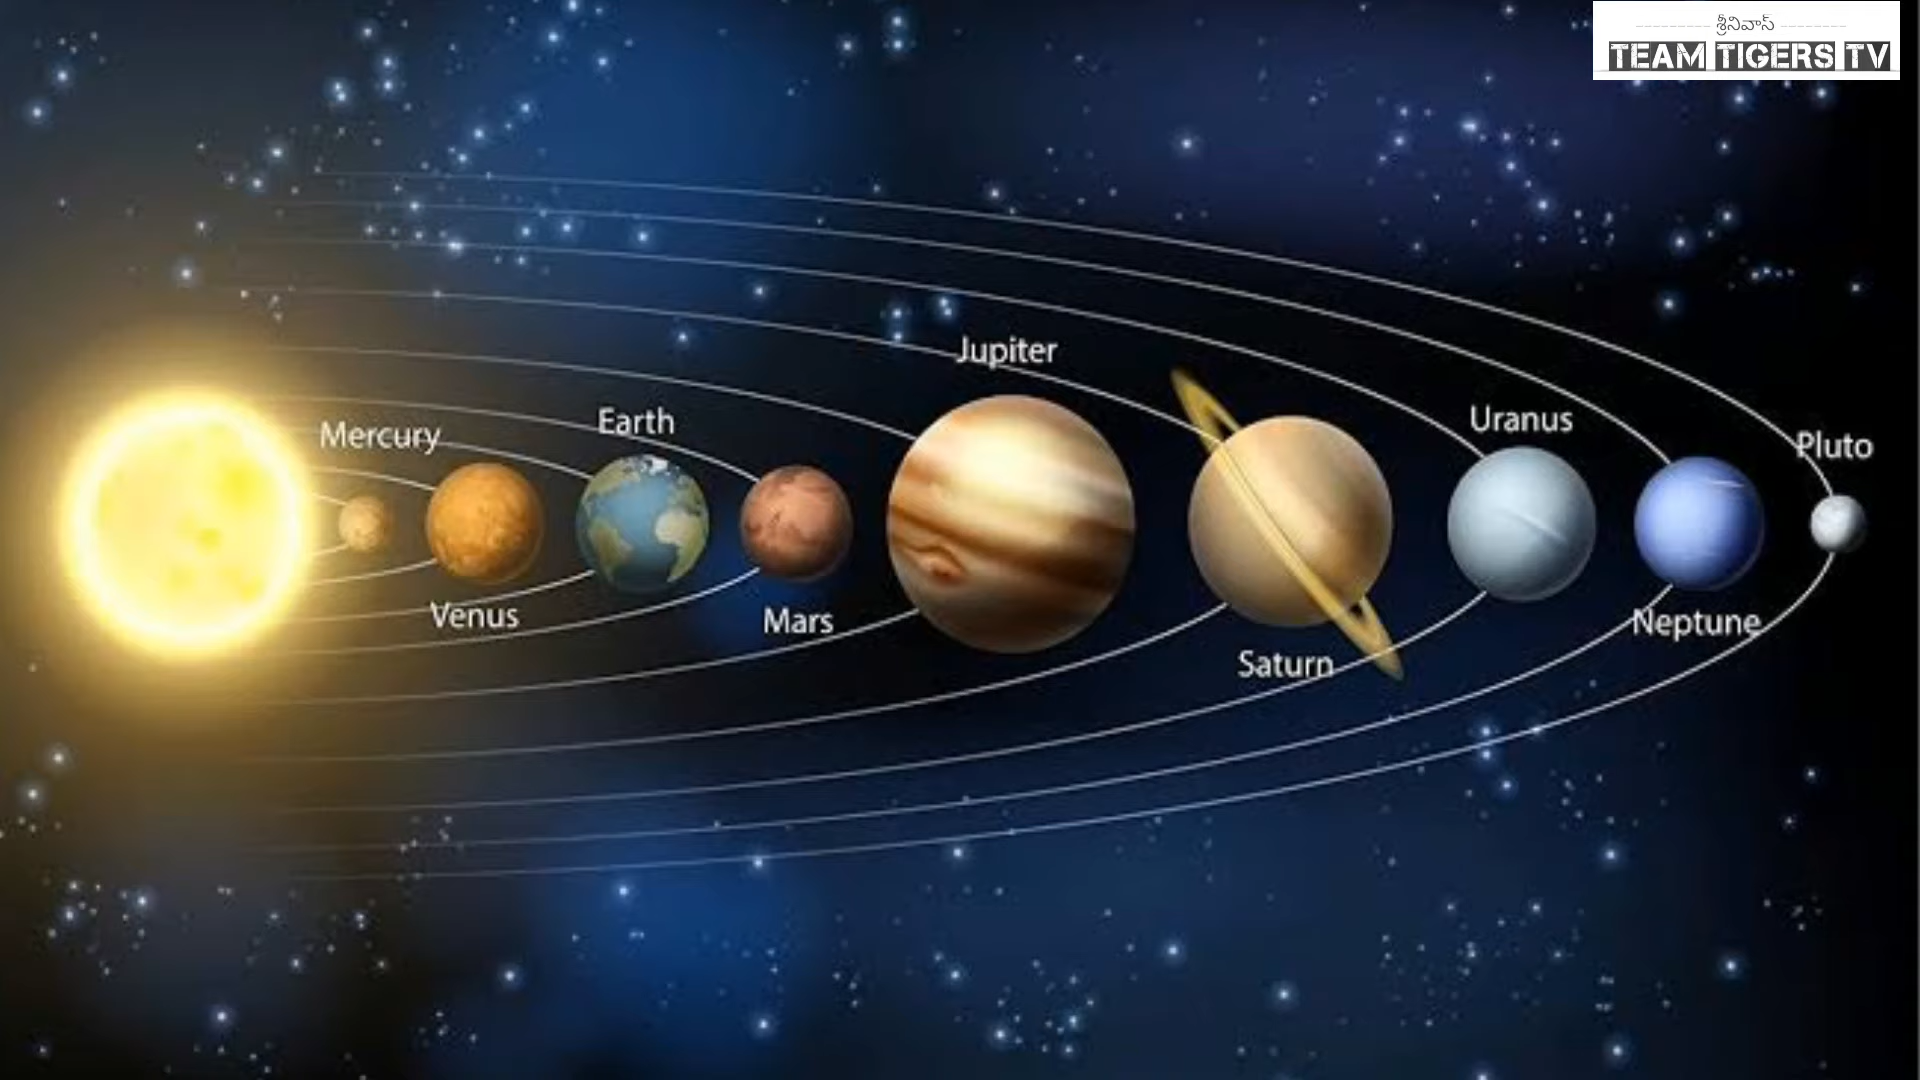 శ్రీనివాస్
TEAM TIGERS TV
Jupiter
Mercury
Earth
Uranus
Pluto
Venus
Mars
Saturn
Neptune